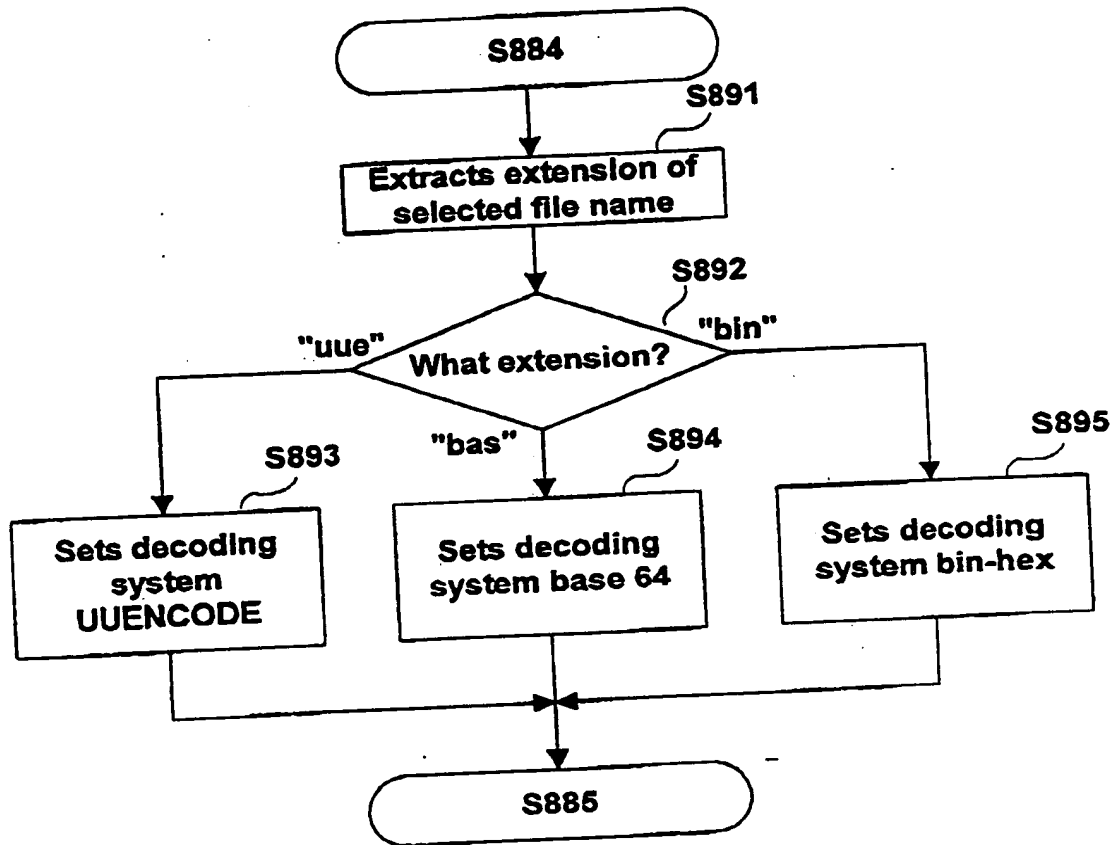 S884
S891
Extracts extension of
selected file name
S892
"uue"
"bin"
What extension?
"bas"
S893
S894
S895
Sets decoding
system
UUENCODE
Sets decoding
system base 64
Sets decoding
system bin-hex
S885